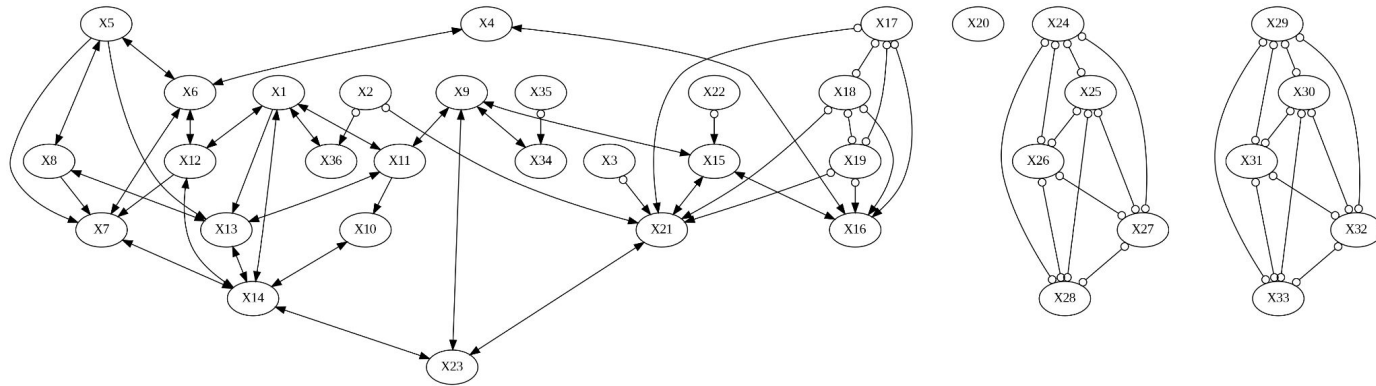 X5 X4 X17 X20 X24 X29
X6 X1 X2 X9 X35 X22 X18 X25 X30
X8 X12 X36 X11 X34 X3 X15 X19 X26 X31
X7 X13 X10 X21 X16 X27 X32
X14 X28 X33
X23